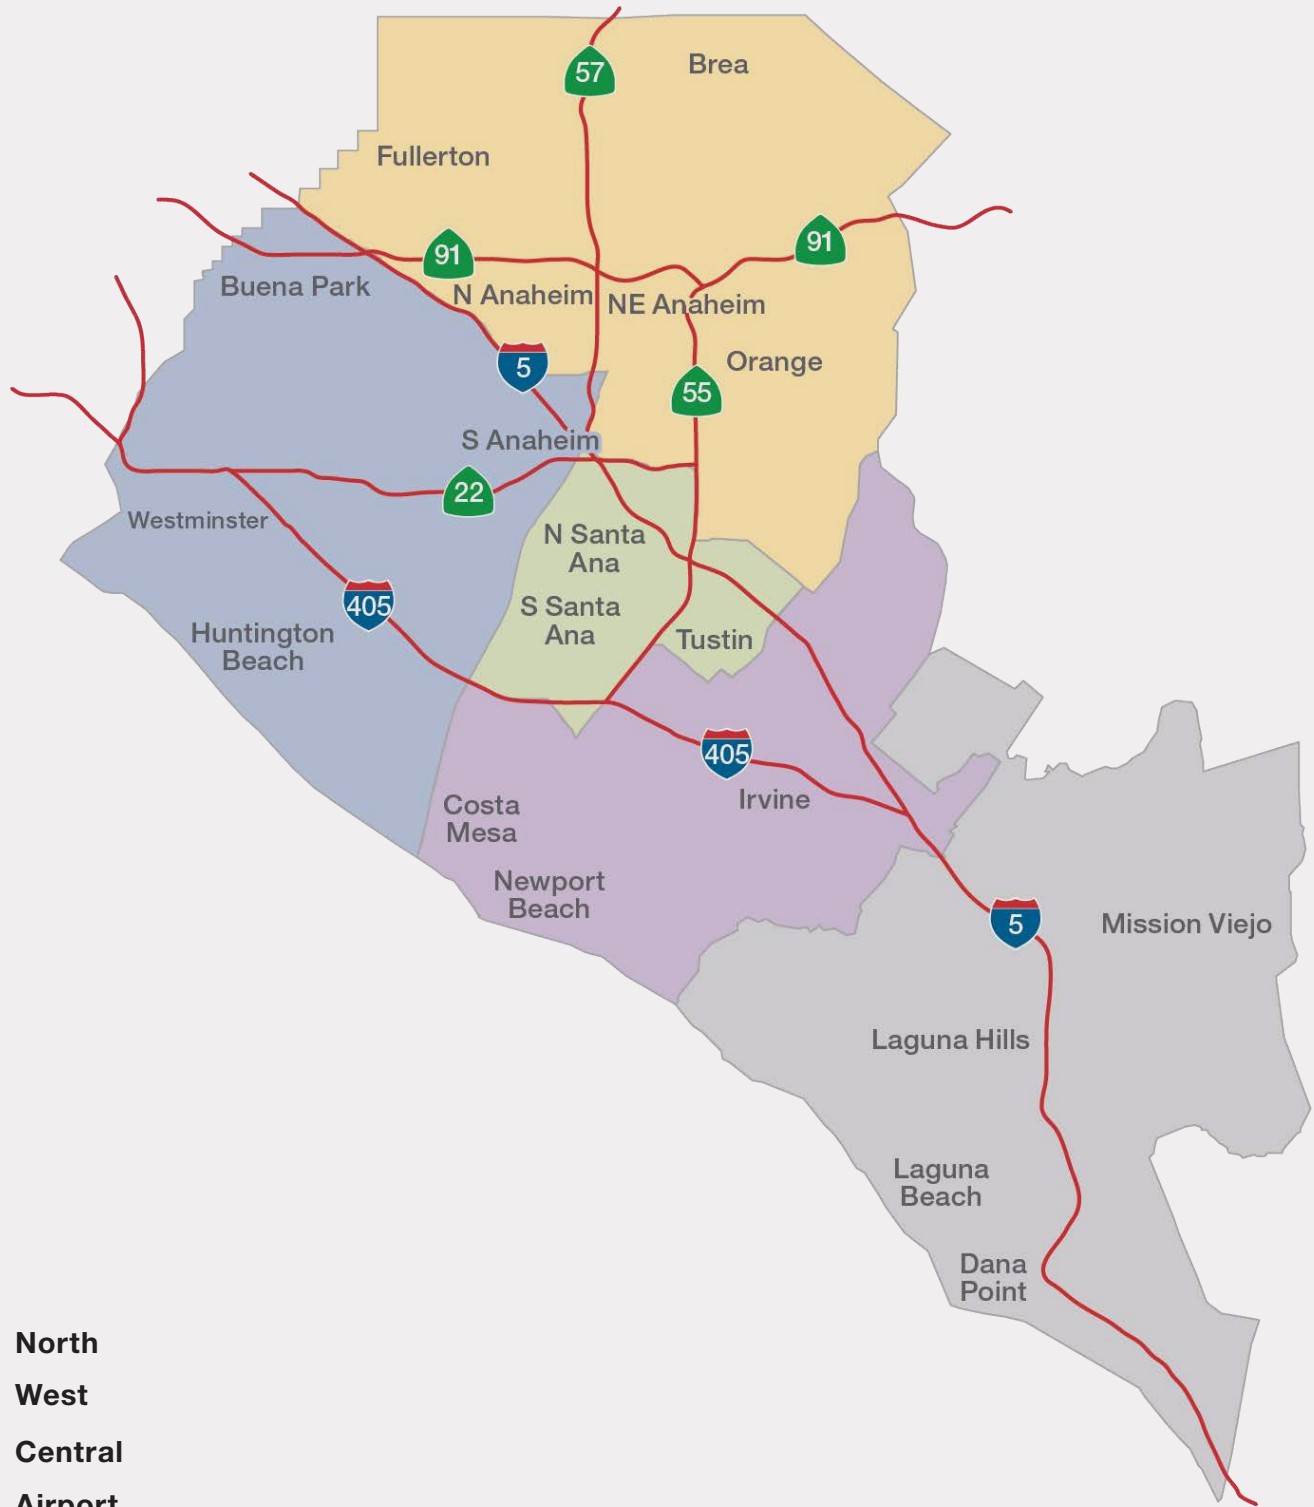 57
Brea
Fullerton
91
91
Buena Park
N Anaheim
NE Anaheim
5
Orange
55
S Anaheim
22
Westminster
N Santa
Ana
S Santa
Ana
405
Huntington
Beach
Tustin
405
Irvine
Costa
Mesa
Newport
Beach
5
Mission Viejo
Laguna Hills
Laguna
Beach
Dana
Point
North
West
Central
Airport